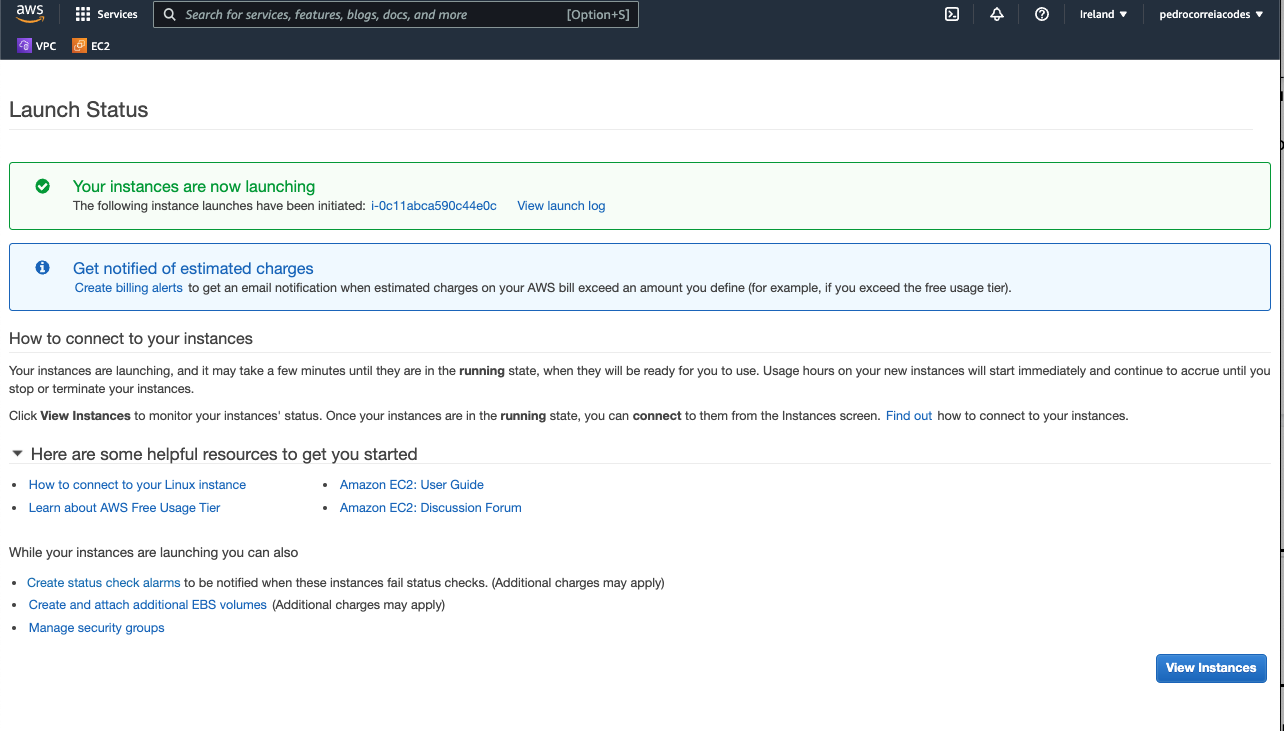 aws
Services
Search for services, features, blogs, docs, and more
[Option+S]
Ireland ▼
pedrocorreiacodes ▼
VPC
EC2
Launch Status
Your instances are now launching
The following instance launches have been initiated: i-0c11abca590c44e0c View launch log
Get notified of estimated charges
Create billing alerts to get an email notification when estimated charges on your AWS bill exceed an amount you define (for example, if you exceed the free usage tier).
How to connect to your instances
Your instances are launching, and it may take a few minutes until they are in the running state, when they will be ready for you to use. Usage hours on your new instances will start immediately and continue to accrue until you
stop or terminate your instances.
Click View Instances to monitor your instances' status. Once your instances are in the running state, you can connect to them from the Instances screen. Find out how to connect to your instances.
Here are some helpful resources to get you started
• How to connect to your Linux instance
• Learn about AWS Free Usage Tier
• Amazon EC2: User Guide
• Amazon EC2: Discussion Forum
While your instances are launching you can also
• Create status check alarms to be notified when these instances fail status checks. (Additional charges may apply)
• Create and attach additional EBS volumes (Additional charges may apply)
• Manage security groups
View Instances